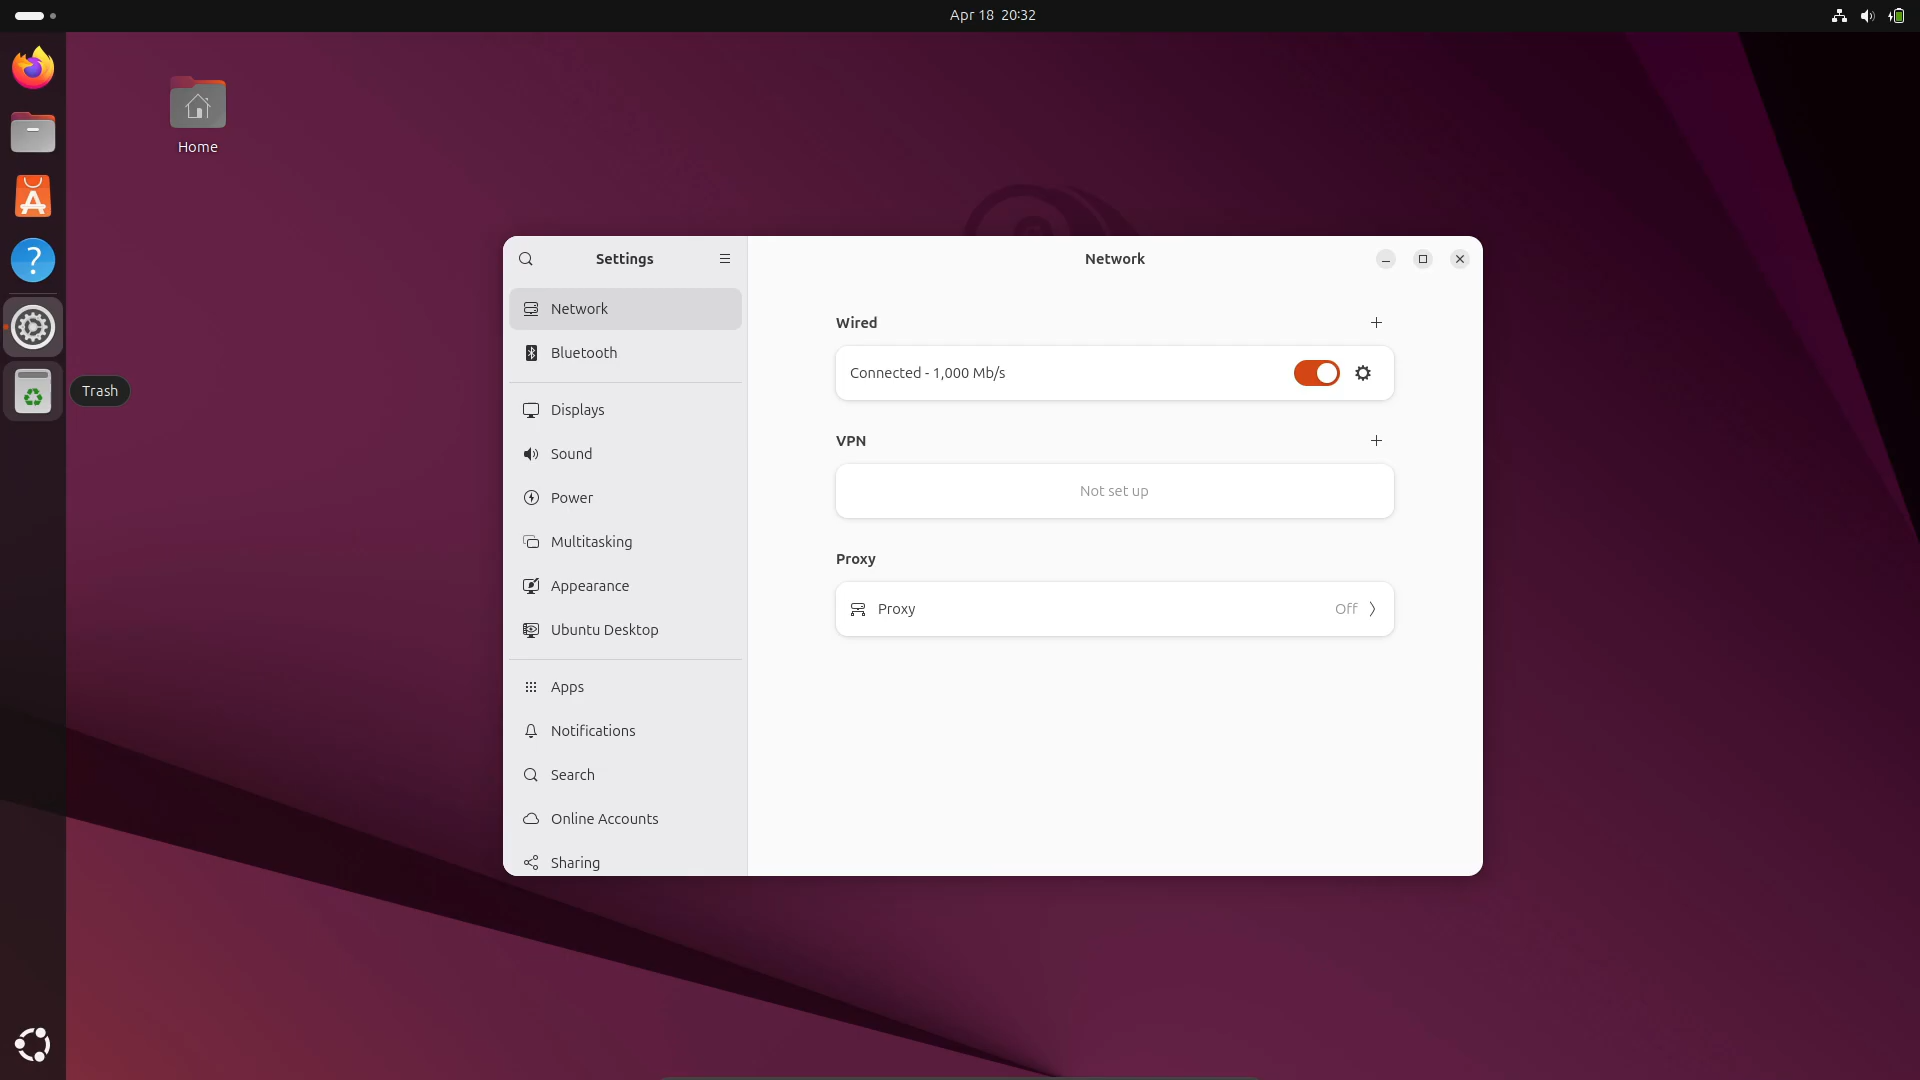 Apr 18 20:32
Home
Trash
Settings
Network
Bluetooth
Displays
Sound
Power
Multitasking
Appearance
Ubuntu Desktop
Apps
Notifications
Search
Online Accounts
Sharing
Network
Wired
Connected - 1,000 Mb/s
VPN
Not set up
Proxy
Proxy Off